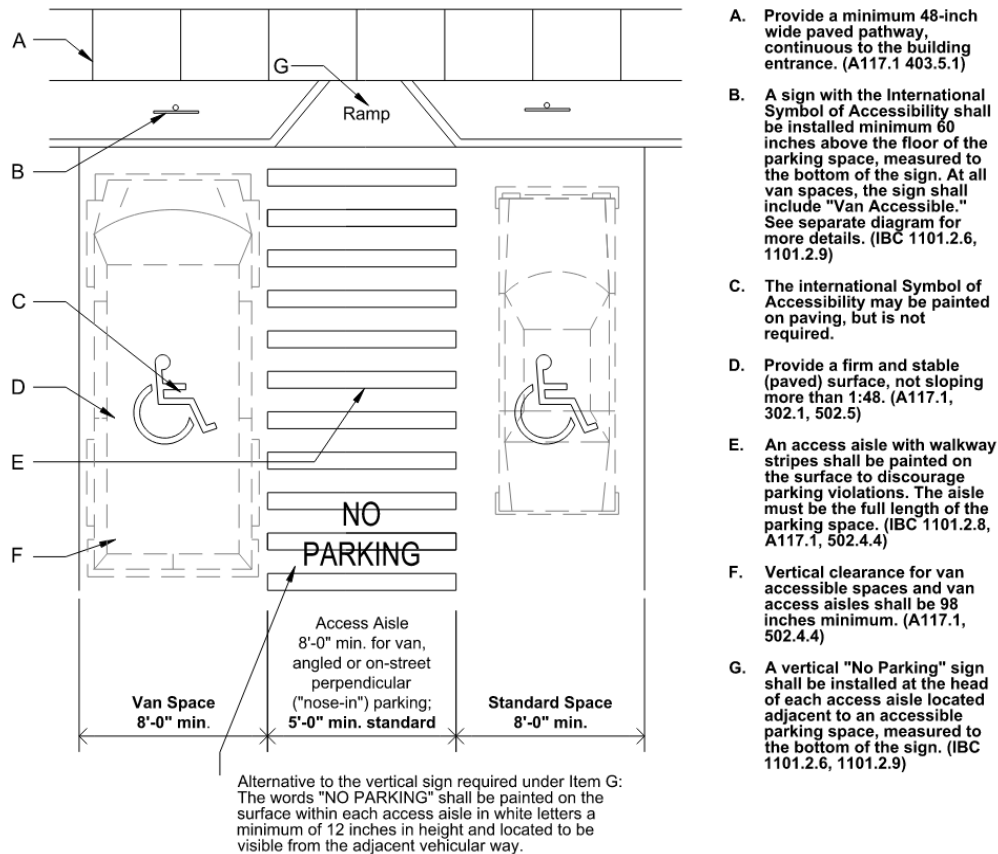 A
G
Ramp
B
C
D
E
NO
PARKING
F
Access Aisle
8'-0" min. for van,
angled or on-street
perpendicular
("nose-in") parking;
5'-0" min. standard
Van Space
8'-0" min.
Standard Space
8'-0" min.
Alternative to the vertical sign required under Item G:
The words "NO PARKING" shall be painted on the
surface within each access aisle in white letters a
minimum of 12 inches in height and located to be
visible from the adjacent vehicular way.
A. Provide a minimum 48-inch
wide paved pathway,
continuous to the building
entrance. (A117.1 403.5.1)
B. A sign with the International
Symbol of Accessibility shall
be installed minimum 60
inches above the floor of the
parking space, measured to
the bottom of the sign. At all
van spaces, the sign shall
include "Van Accessible."
See separate diagram for
more details. (IBC 1101.2.6,
1101.2.9)
C. The international Symbol of
Accessibility may be painted
on paving, but is not
required.
D. Provide a firm and stable
(paved) surface, not sloping
more than 1:48. (A117.1,
302.1, 502.5)
E. An access aisle with walkway
stripes shall be painted on
the surface to discourage
parking violations. The aisle
must be the full length of the
parking space. (IBC 1101.2.8,
A117.1, 502.4.4)
F. Vertical clearance for van
accessible spaces and van
access aisles shall be 98
inches minimum. (A117.1,
502.4.4)
G. A vertical "No Parking" sign
shall be installed at the head
of each access aisle located
adjacent to an accessible
parking space, measured to
the bottom of the sign. (IBC
1101.2.6, 1101.2.9)